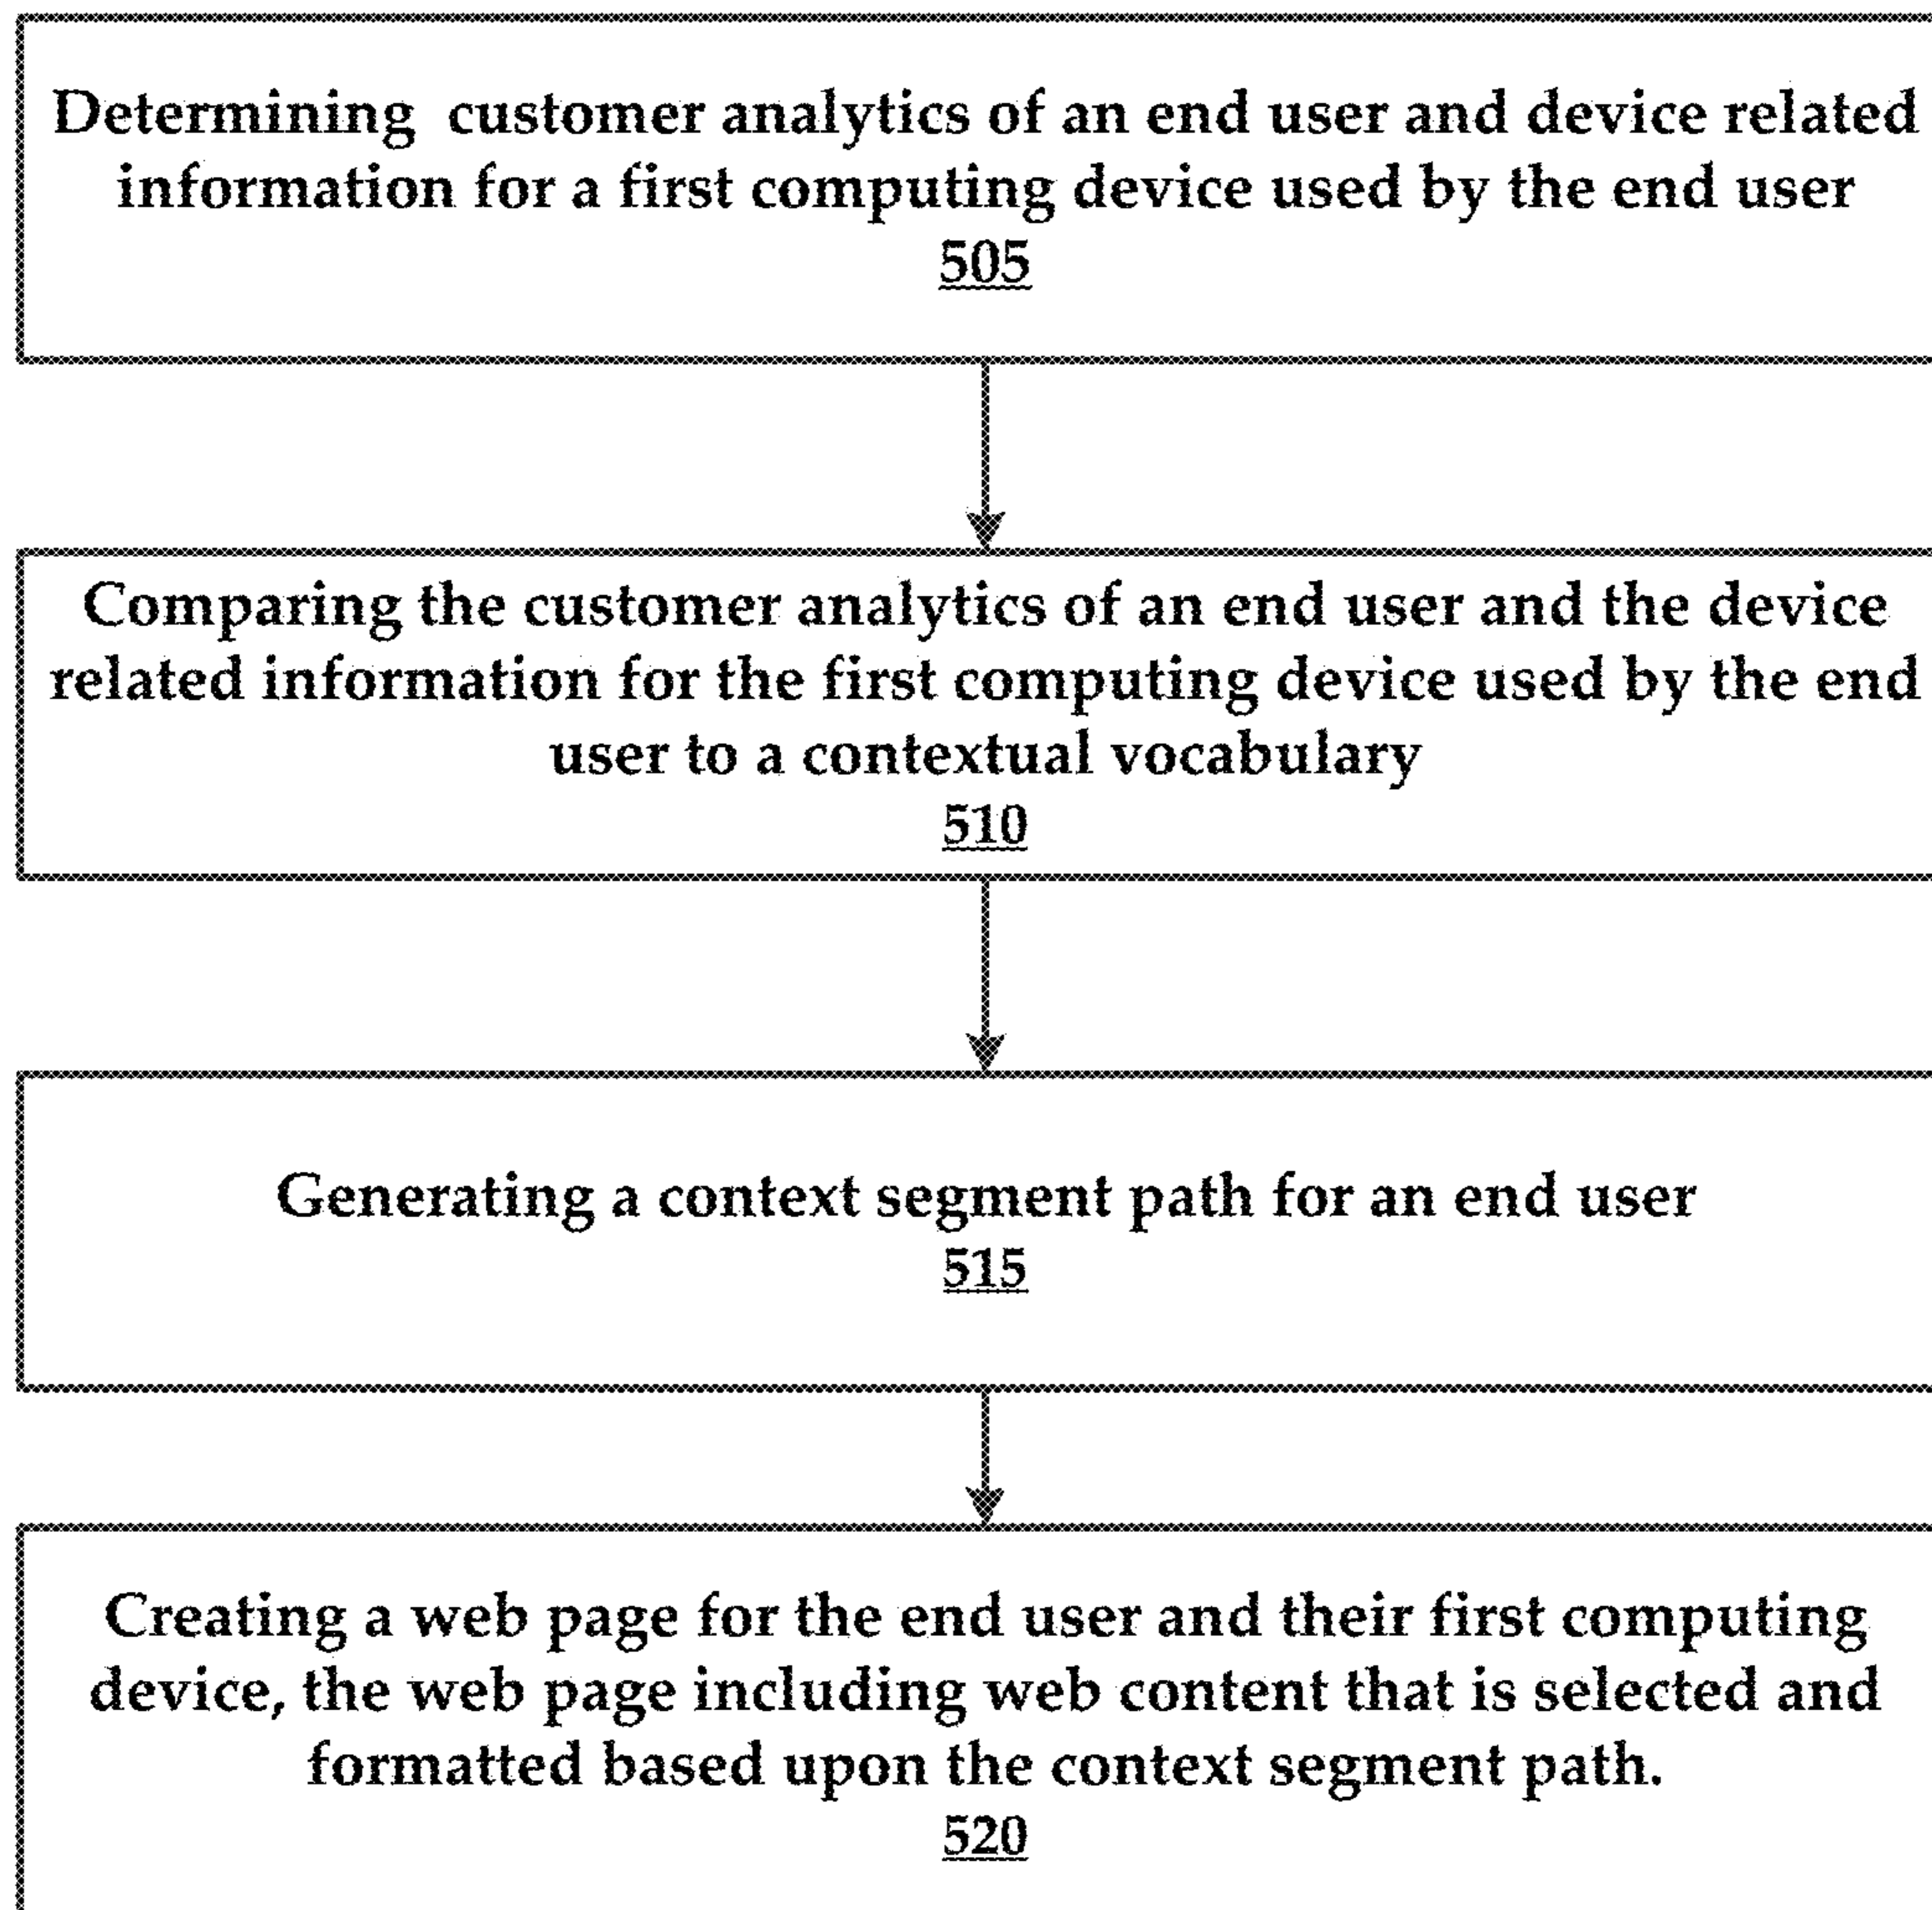 Determining customer analytics of an end user and device related
information for a first computing device used by the end user
505
Comparing the customer analytics of an end user and the device
related information for the first computing device used by the end
user to a contextual vocabulary
510
Generating a context segment path for an end user
515
Creating a web page for the end user and their first computing
device, the web page including web content that is selected and
formatted based upon the context segment path.
520